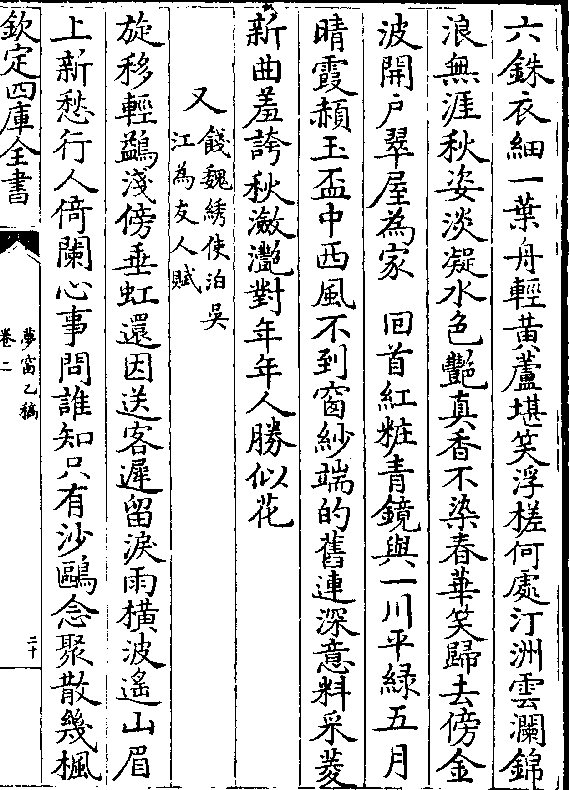 六銖衣細一葉舟輕黄蘆堪笑浮槎何處汀洲雲瀾錦
浪無涯秋姿淡凝水色艷真香不染春華笑歸去傍金
波開户翠屋為家　回首紅粧青鏡與一川平緑五月
晴霞赬玉盃中西風不到窗紗端的舊連深意料采菱
新曲羞誇秋瀲灔對年年人勝似花
又餞魏綉使泊吴
江為友人賦
旋移輕鷁淺傍垂虹還因送客遲留淚雨橫波遙山眉
上新愁行人倚闌心事問誰知只有沙鷗念聚散幾楓
欽定四庫全書
夢窗乙稿
卷二
二十